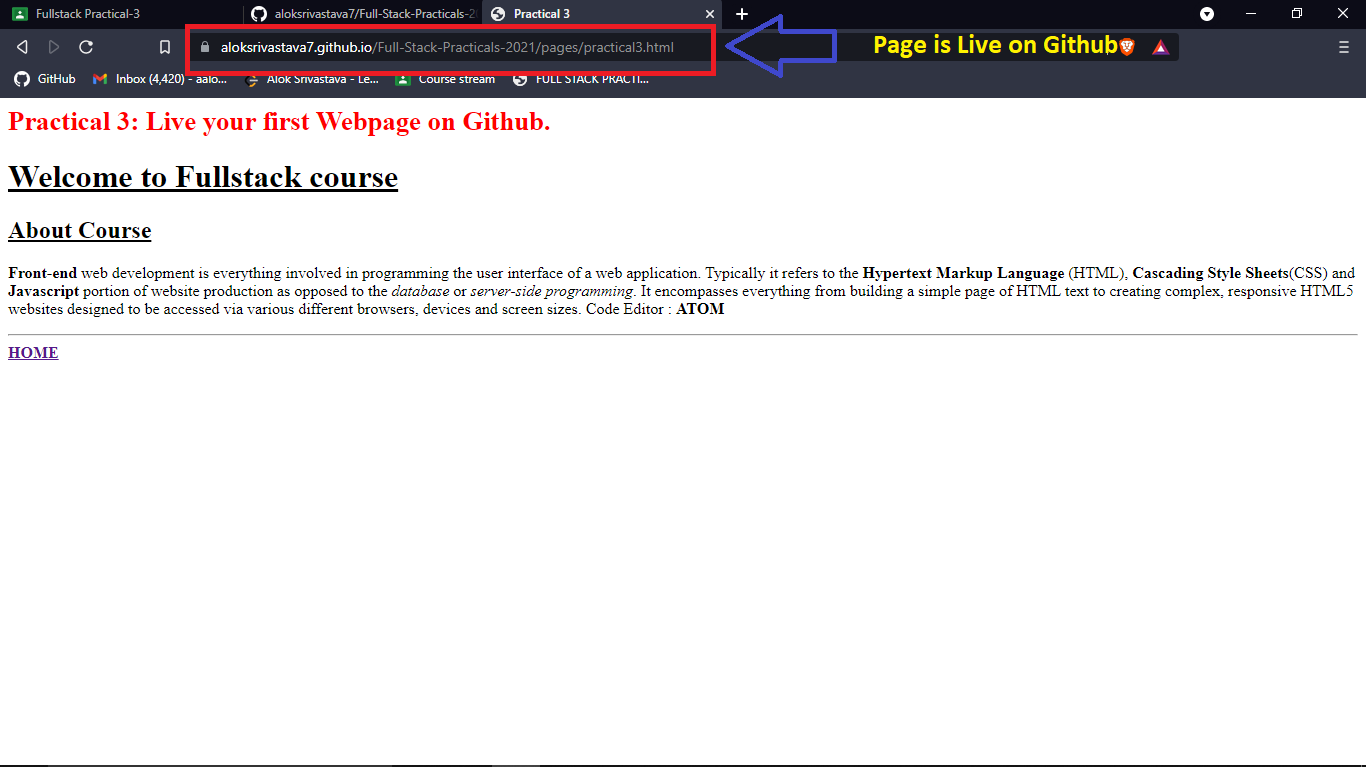 Fullstack Practical-3
aloksrivastava7/Full-Stack-Practicals-2
Practical 3
aloksrivastava7.github.io/Full-Stack-Practicals-2021/pages/practical3.html
Page is Live on Github
GitHub
Inbox (4,420) - aalo...
Alok Srivastava - Le...
Course stream
FULL STACK PRACTI...
Practical 3: Live your first Webpage on Github.
Welcome to Fullstack course
About Course
Front-end web development is everything involved in programming the user interface of a web application. Typically it refers to the Hypertext Markup Language (HTML), Cascading Style Sheets(CSS) and
Javascript portion of website production as opposed to the database or server-side programming. It encompasses everything from building a simple page of HTML text to creating complex, responsive HTML5
websites designed to be accessed via various different browsers, devices and screen sizes. Code Editor : ATOM
HOME